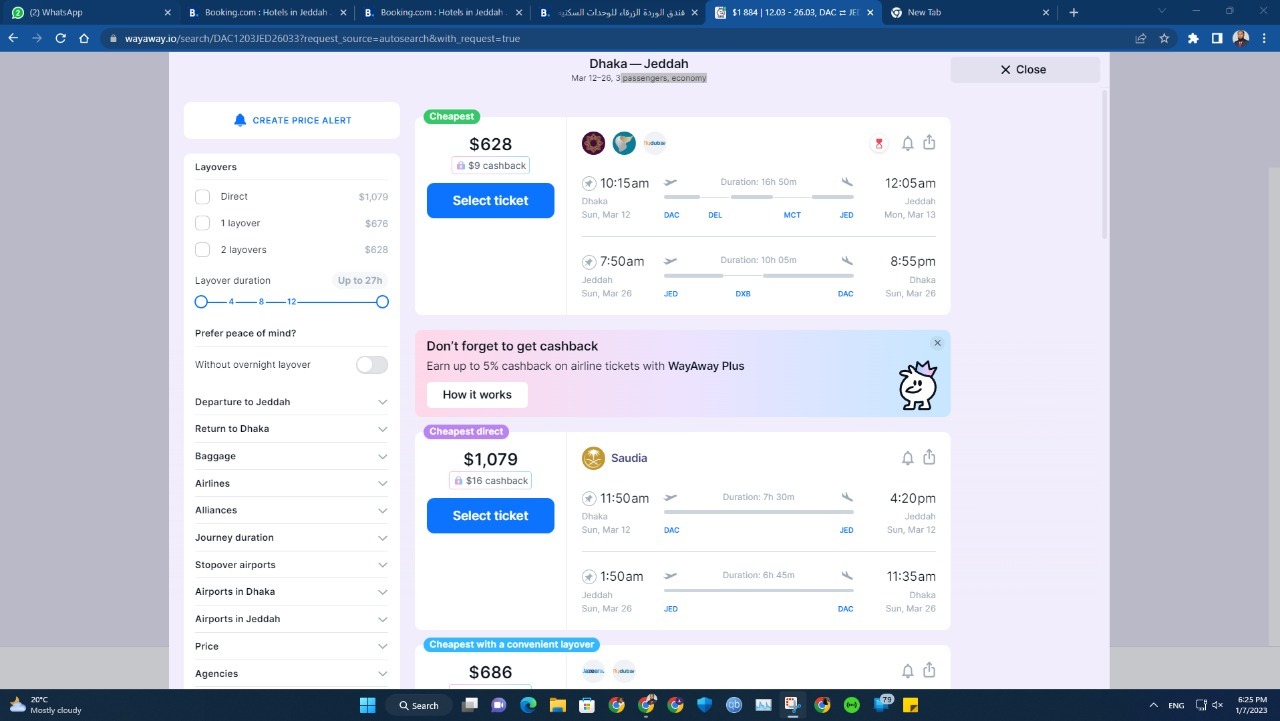 WhatsApp
Booking.com : Hotels in Jeddah .
Booking.com : Hotels in Jeddah .
فندق الوردة الزرقاء للوحدات السكنية
$1 884 | 12.03 - 26.03, DAC ⇄ JE
New Tab
wayaway.io/search/DAC1203JED26033?request_source=autosearch&with_request=true
Dhaka — Jeddah
Mar 12–26, 3 passengers, economy
Close
CREATE PRICE ALERT
Layovers
Direct $1,079
1 layover $676
2 layovers $628
Layover duration Up to 27h
4 8 12
Prefer peace of mind?
Without overnight layover
Departure to Jeddah
Return to Dhaka
Baggage
Airlines
Alliances
Journey duration
Stopover airports
Airports in Dhaka
Airports in Jeddah
Price
Agencies
Cheapest
$628
$9 cashback
Select ticket
flydubai
10:15am Duration: 16h 50m 12:05am
Dhaka Jeddah
Sun, Mar 12 DAC DEL MCT JED Mon, Mar 13
7:50am Duration: 10h 05m 8:55pm
Jeddah Dhaka
Sun, Mar 26 JED DXB DAC Sun, Mar 26
Don't forget to get cashback
Earn up to 5% cashback on airline tickets with WayAway Plus
How it works
Cheapest direct
$1,079
$16 cashback
Select ticket
Saudia
11:50am Duration: 7h 30m 4:20pm
Dhaka Jeddah
Sun, Mar 12 DAC JED Sun, Mar 12
1:50am Duration: 6h 45m 11:35am
Jeddah Dhaka
Sun, Mar 26 JED DAC Sun, Mar 26
Cheapest with a convenient layover
$686
flydubai
20°C
Mostly cloudy
Search
79
ENG
6:25 PM
1/7/2023